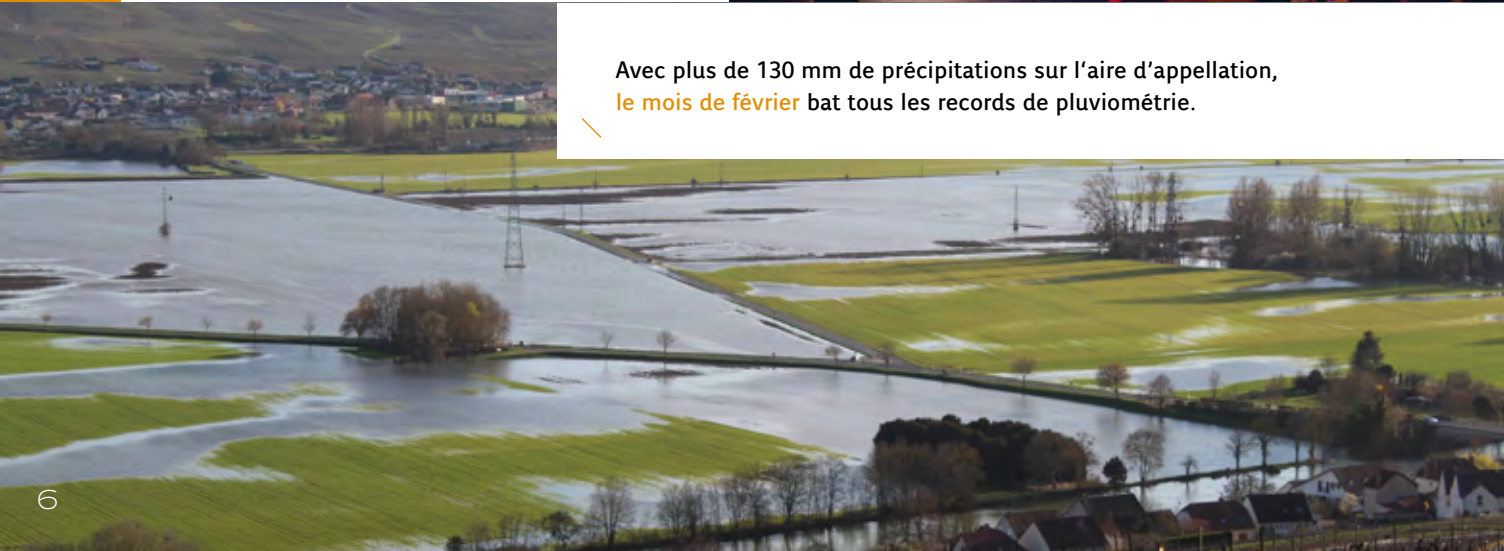 Avec plus de 130 mm de précipitations sur l‘aire d’appellation,
le mois de février bat tous les records de pluviométrie.
6